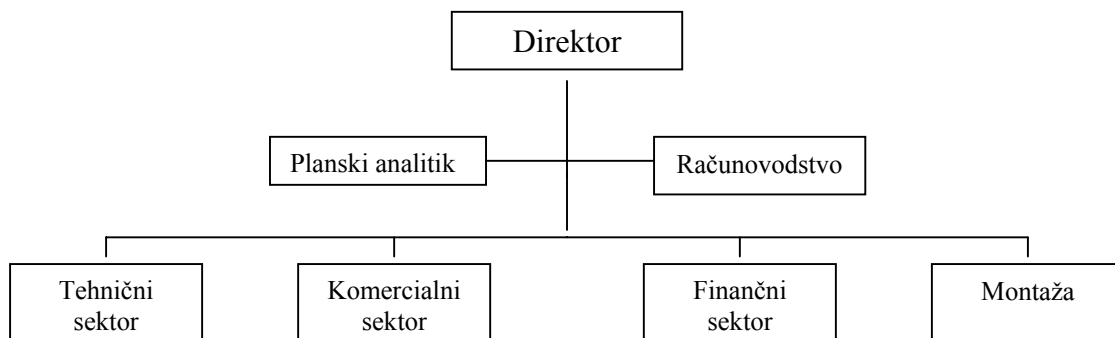 Direktor
Planski analitik
Računovodstvo
Tehnični
sektor
Komercialni
sektor
Finančni
sektor
Montaža